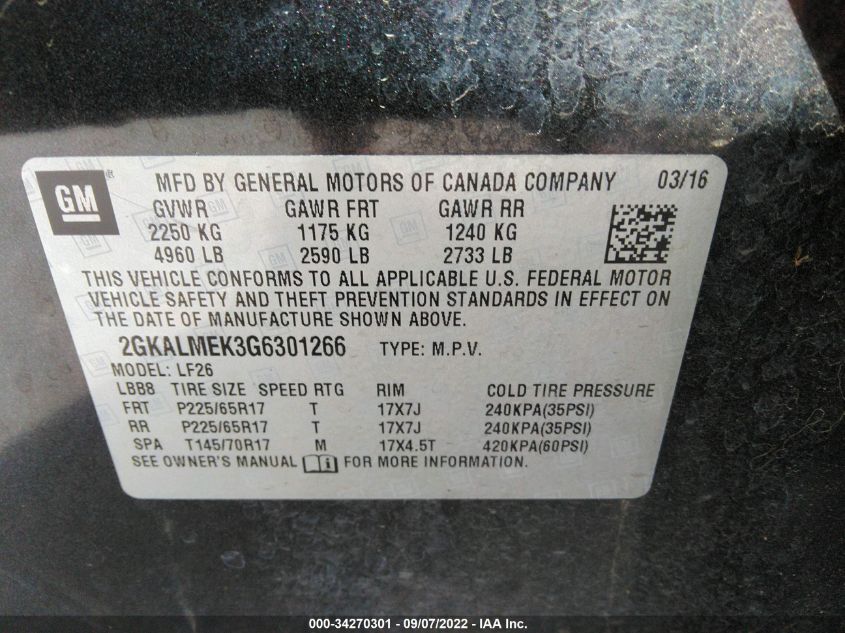 GM
MFD BY GENERAL MOTORS OF CANADA COMPANY 03/16
GVWR GAWR FRT GAWR RR
2250 KG 1175 KG 1240 KG
4960 LB 2590 LB 2733 LB
THIS VEHICLE CONFORMS TO ALL APPLICABLE U.S. FEDERAL MOTOR
VEHICLE SAFETY AND THEFT PREVENTION STANDARDS IN EFFECT ON
THE DATE OF MANUFACTURE SHOWN ABOVE.
2GKALMEK3G6301266 TYPE: M.P.V.
MODEL: LF26
LBB8 TIRE SIZE SPEED RTG RIM COLD TIRE PRESSURE
FRT P225/65R17 T 17X7J 240KPA(35PSI)
RR P225/65R17 T 17X7J 240KPA(35PSI)
SPA T145/70R17 M 17X4.5T 420KPA(60PSI)
SEE OWNER'S MANUAL FOR MORE INFORMATION.
000-34270301 - 09/07/2022 - IAA Inc.